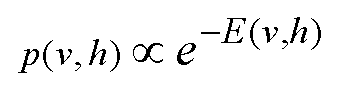 p(v, h) ∝ e^{-E(v,h)}